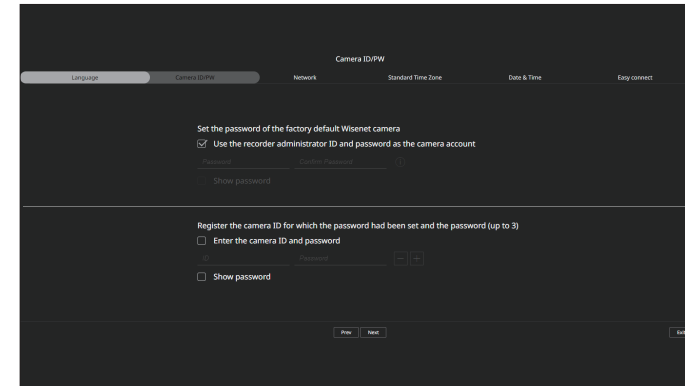 Camera ID/PW
Language Camera ID/PW Network Standard Time Zone Date & Time Easy connect
Set the password of the factory default Wisenet camera
Use the recorder administrator ID and password as the camera account
Password Confirm Password
Show password
Register the camera ID for which the password had been set and the password (up to 3)
Enter the camera ID and password
ID Password
Show password
Prev Next Exit